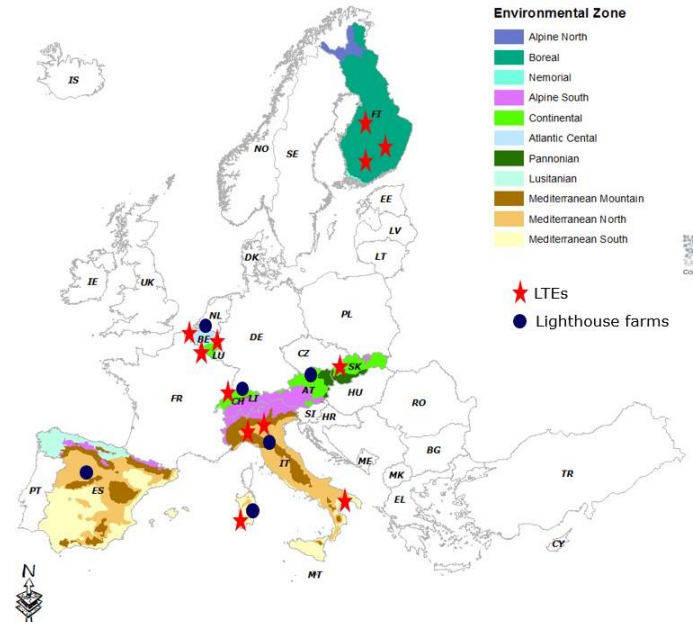 Environmental Zone
Alpine North
Boreal
Nemorial
Alpine South
Continental
Atlantic Cental
Pannonian
Lusitanian
Mediterranean Mountain
Mediterranean North
Mediterranean South
LTEs
Lighthouse farms
IS
FI
NO
SE
EE
LV
LT
DK
IE
UK
NL
BE
LU
DE
PL
CZ
SK
FR
CH
LI
AT
HU
SI
HR
RO
IT
ME
BG
MK
PT
ES
EL
TR
MT
CY
N
Co